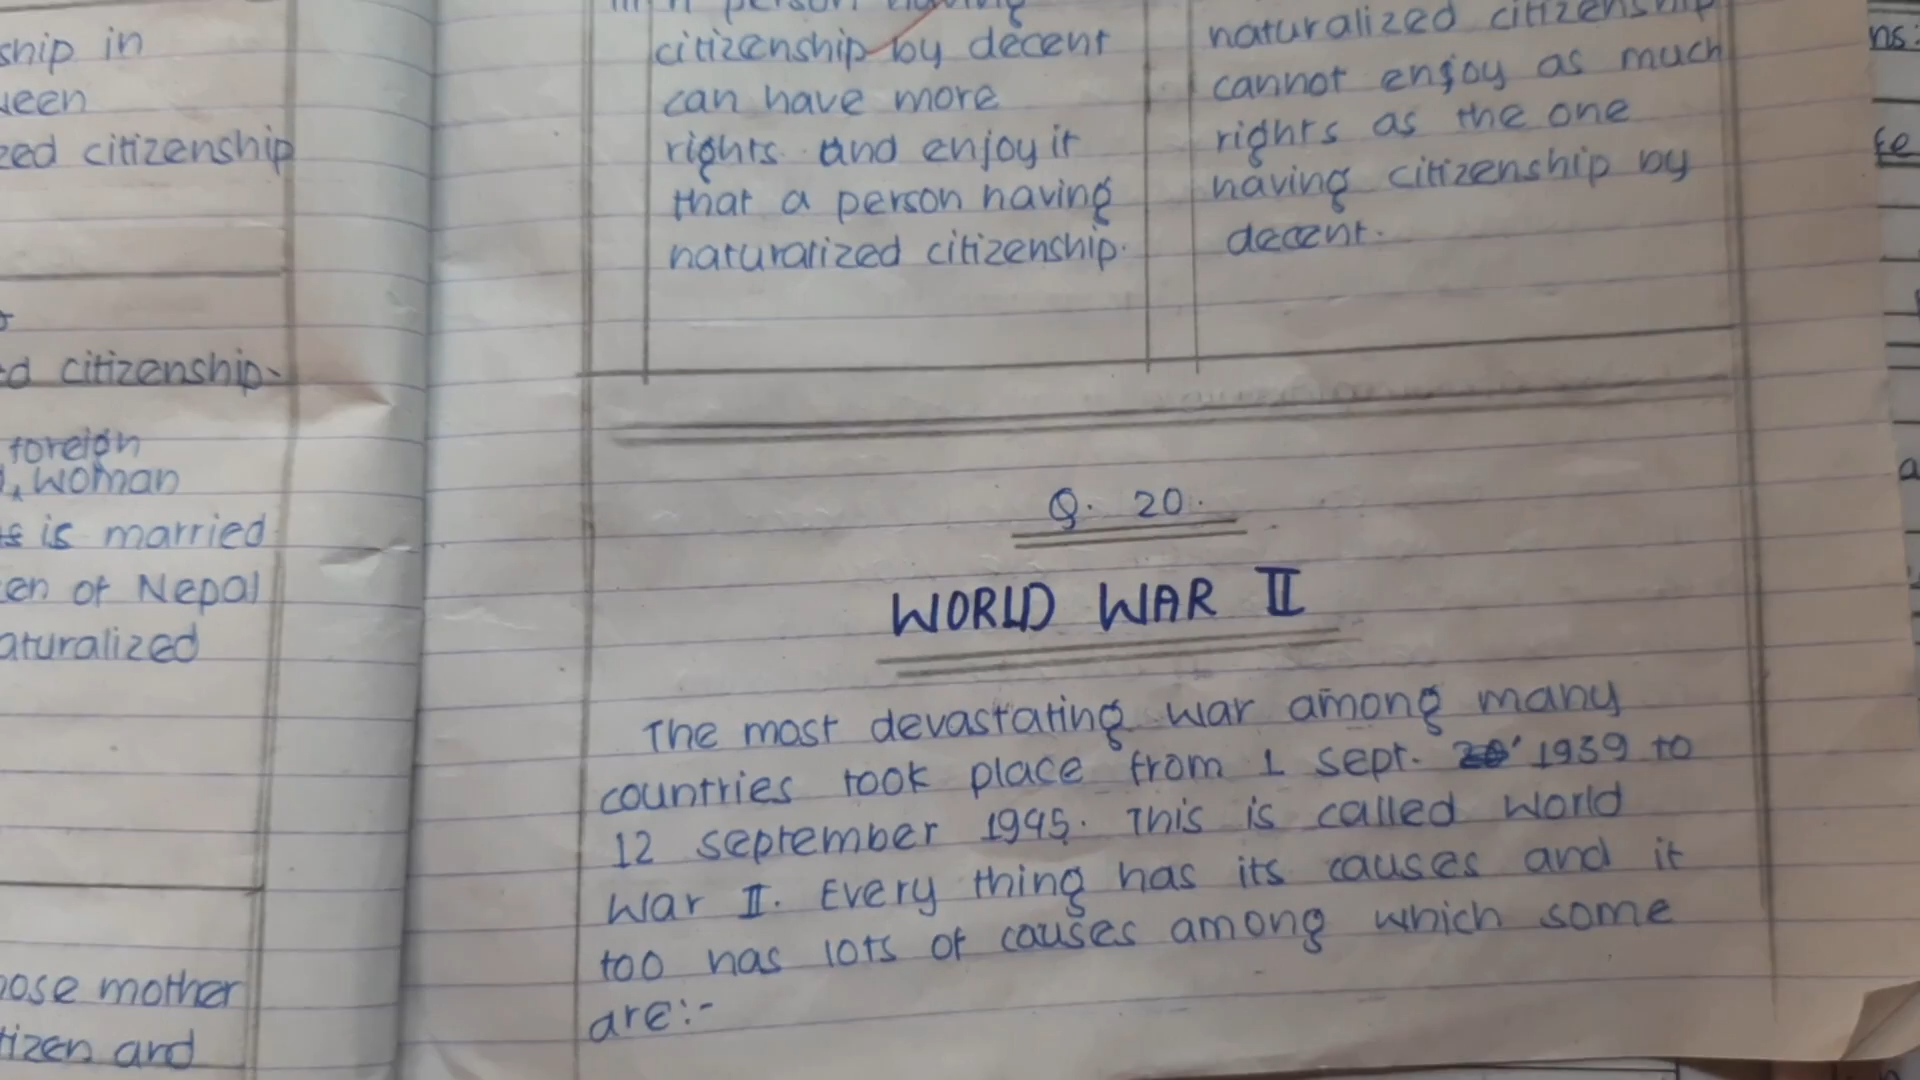 ship in
ween
zed citizenship
d citizenship.
foreign
woman
is married
en of Nepal
aturalized
hose mother
tizen and
person having
citizenship by decent
can have more
rights and enjoy it
that a person having
naturalized citizenship.
naturalized citizenship
cannot enjoy as much
rights as the one
having citizenship by
decent.
Q. 20.
WORLD WAR II
The most devastating war among many
countries took place from 1 sept. 1939 to
12 september 1945. This is called World
War II. Every thing has its causes and it
too has lots of causes among which some
are:-